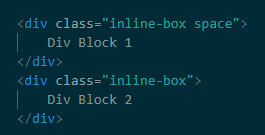 <div class="inline-box space">
Div Block 1
</div>
<div class="inline-box">
Div Block 2
</div>